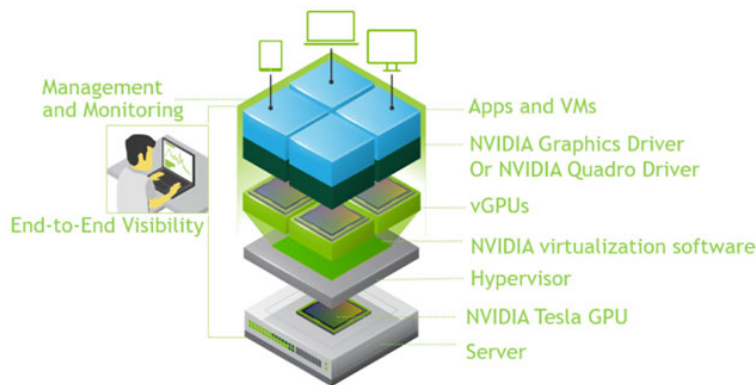 Management
and Monitoring
End-to-End Visibility
Apps and VMs
NVIDIA Graphics Driver
Or NVIDIA Quadro Driver
vGPUs
NVIDIA virtualization software
Hypervisor
NVIDIA Tesla GPU
Server